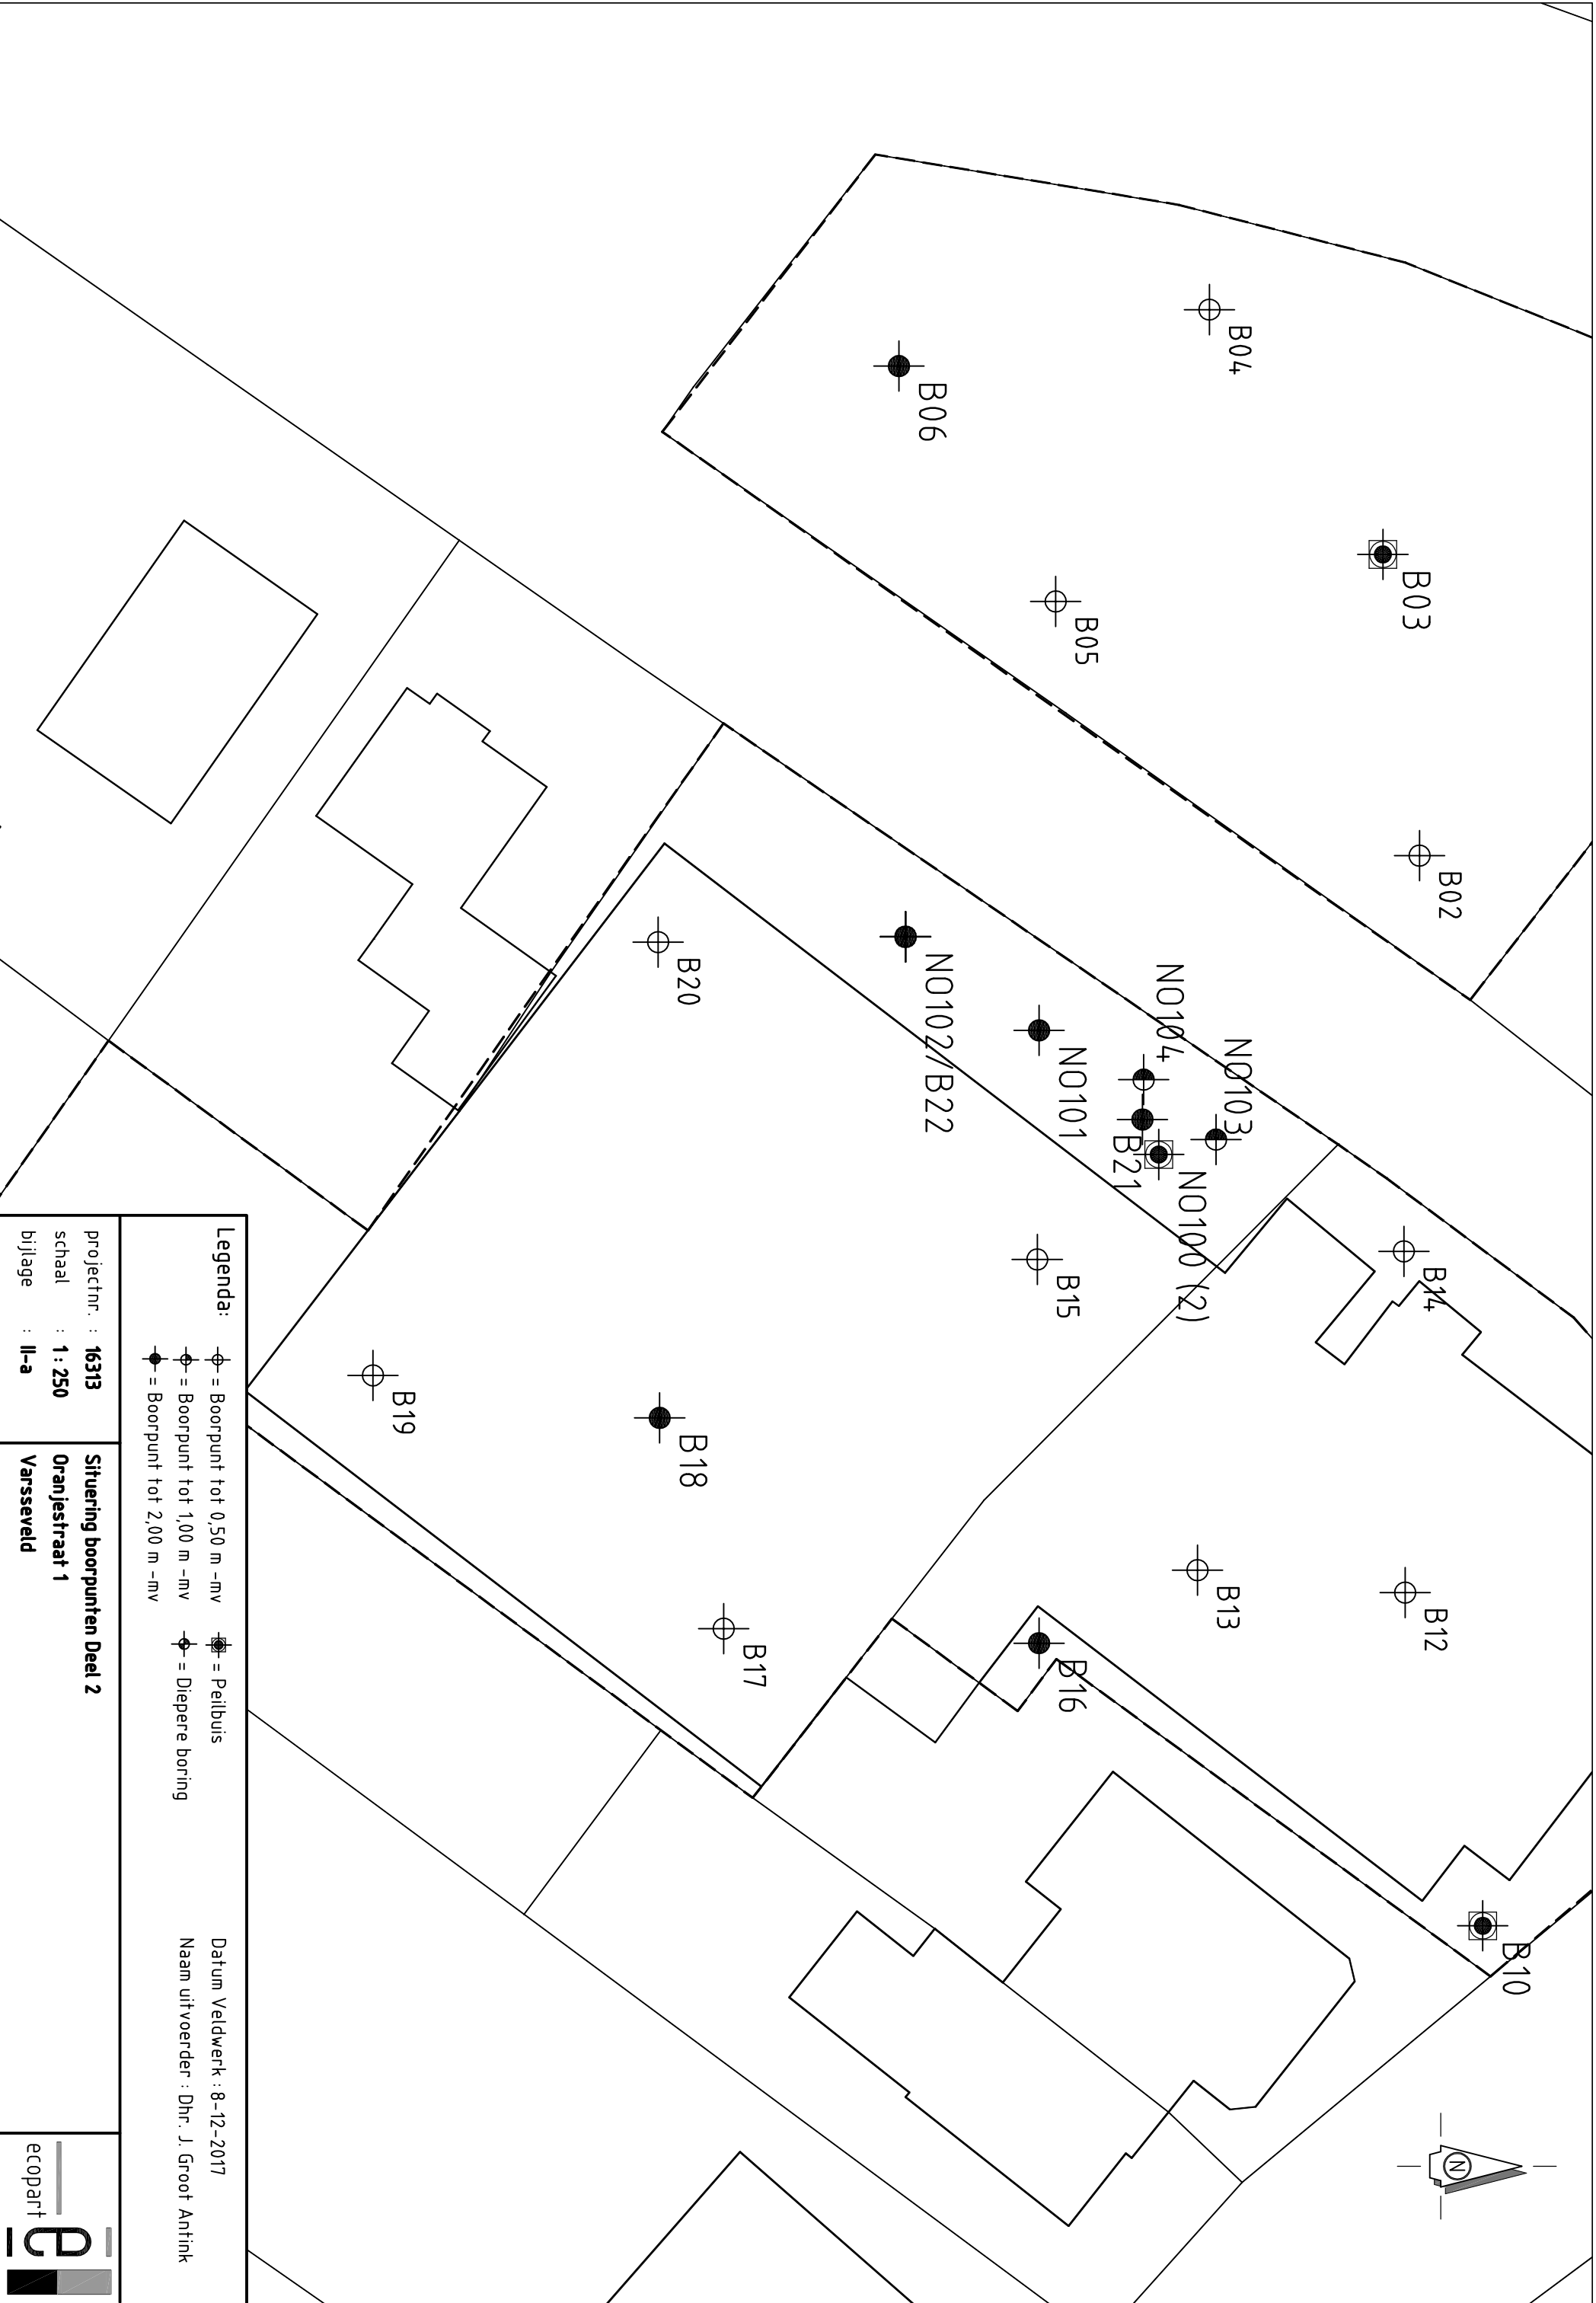 B04
B03
B06
B05
B02
NO104
NO103
B20
NO102/B22
NO101
B21
NO100 (2)
B14
B15
B19
B18
B13
B12
B17
B16
B10
N
Legenda:
= Boorpunt tot 0,50 m -mv
= Peilbuis
Datum Veldwerk : 8-12-2017
= Boorpunt tot 1,00 m -mv
= Diepere boring
Naam uitvoerder : Dhr. J. Groot Antink
= Boorpunt tot 2,00 m -mv
projectnr. : 16313
schaal : 1 : 250
bijlage : II-a
Situering boorpunten Deel 2
Oranjestraat 1
Varsseveld
ecopart